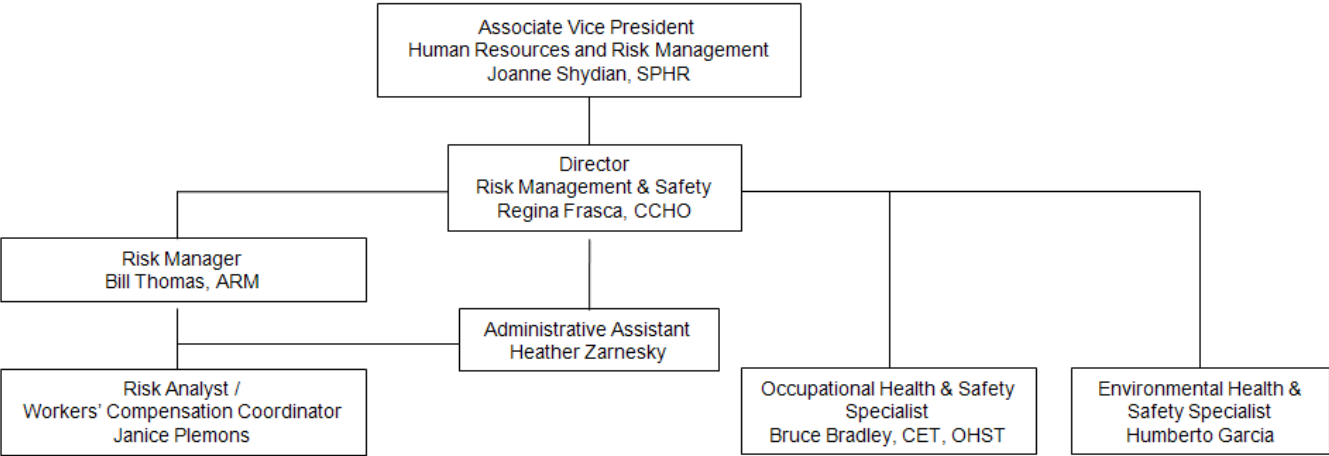 Associate Vice President
Human Resources and Risk Management
Joanne Shydian, SPHR
Director
Risk Management & Safety
Regina Frasca, CCHO
Risk Manager
Bill Thomas, ARM
Administrative Assistant
Heather Zarnesky
Risk Analyst /
Workers’ Compensation Coordinator
Janice Plemons
Occupational Health & Safety
Specialist
Bruce Bradley, CET, OHST
Environmental Health &
Safety Specialist
Humberto Garcia